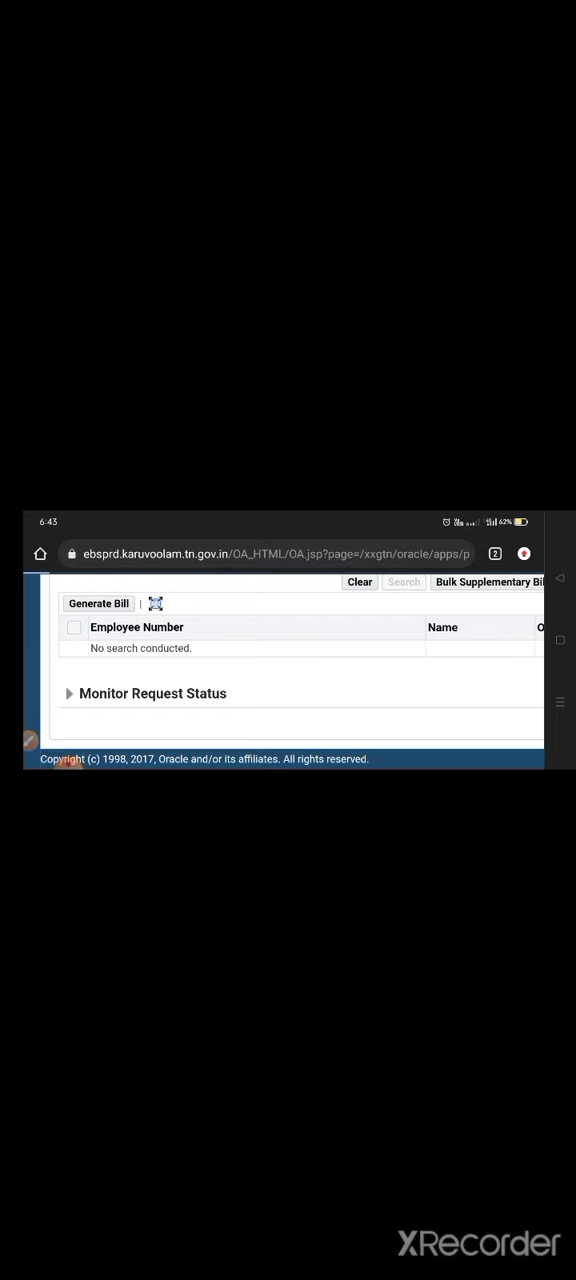 6:43
62%
ebsprd.karuvoolam.tn.gov.in/OA_HTML/OA.jsp?page=/xxgtn/oracle/apps/p
2
Clear Search Bulk Supplementary Bil
Generate Bill |
Employee Number Name O
No search conducted.
Monitor Request Status
Copyright (c) 1998, 2017, Oracle and/or its affiliates. All rights reserved.
XRecorder